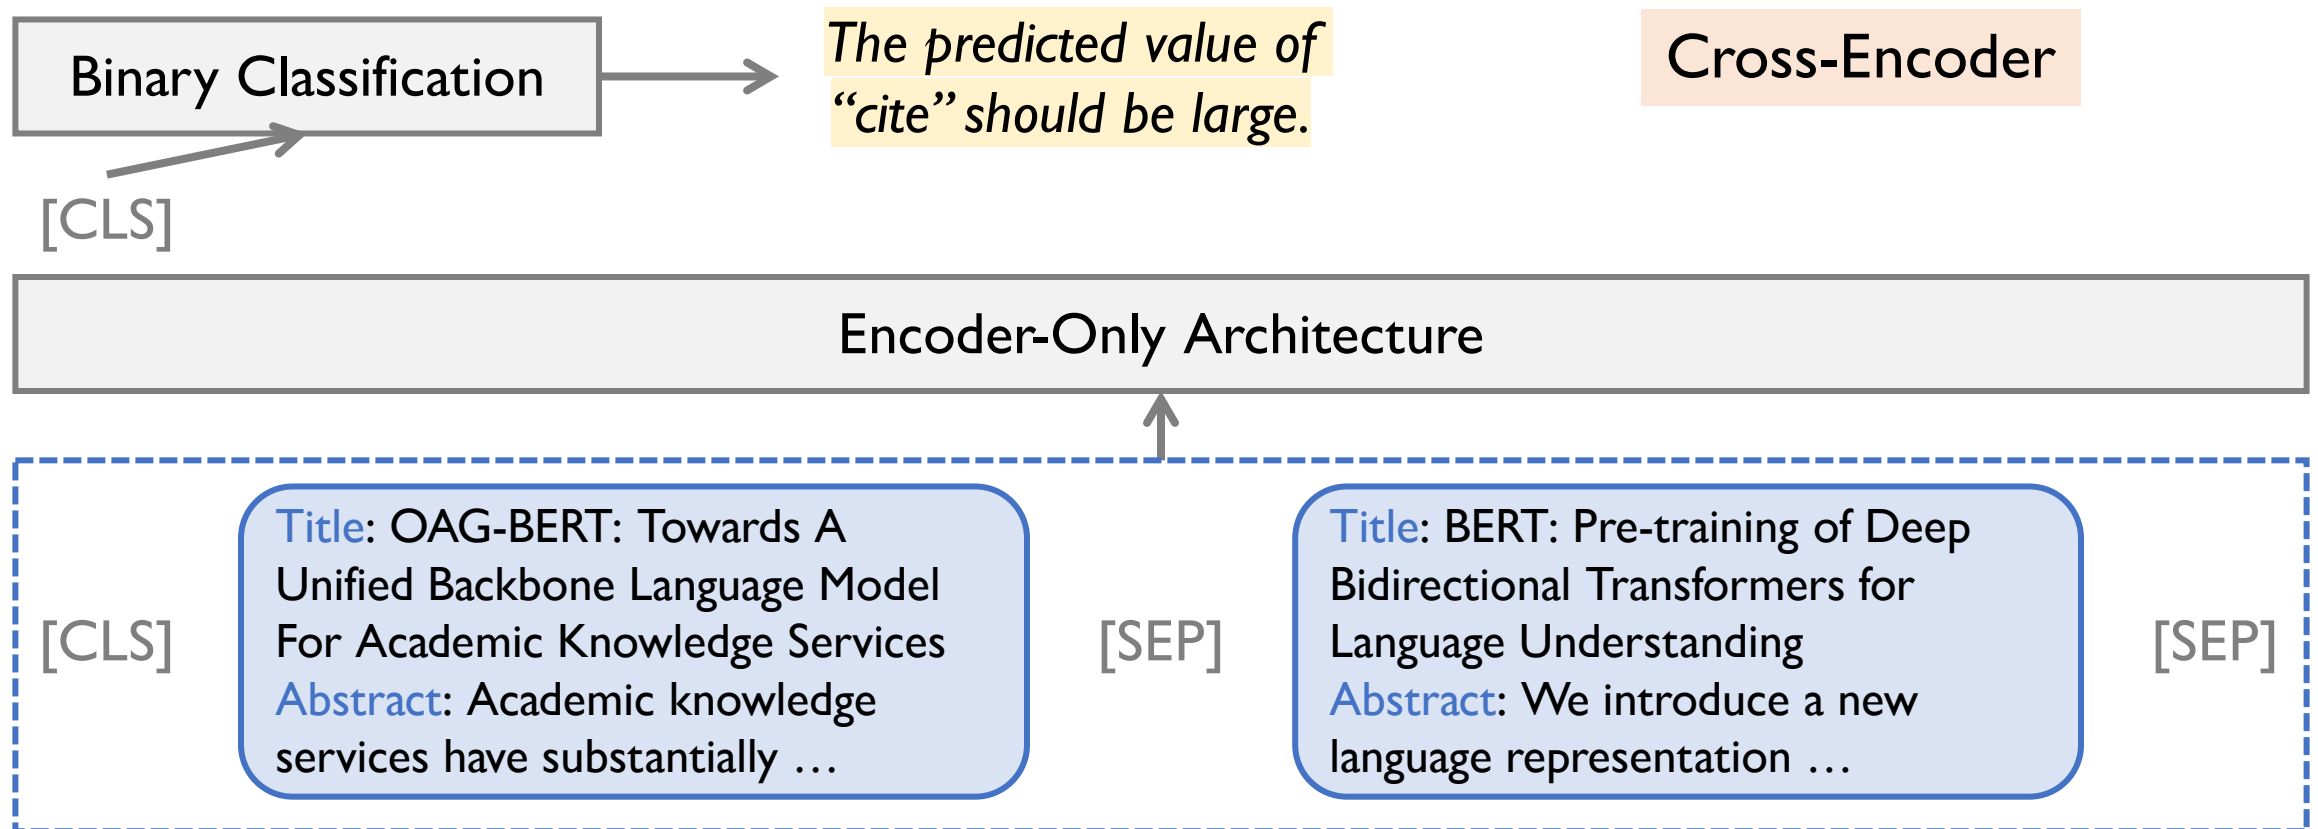 Binary Classification
The predicted value of
“cite” should be large.
Cross-Encoder
[CLS]
Encoder-Only Architecture
[CLS]
Title: OAG-BERT: Towards A
Unified Backbone Language Model
For Academic Knowledge Services
Abstract: Academic knowledge
services have substantially …
[SEP]
Title: BERT: Pre-training of Deep
Bidirectional Transformers for
Language Understanding
Abstract: We introduce a new
language representation …
[SEP]